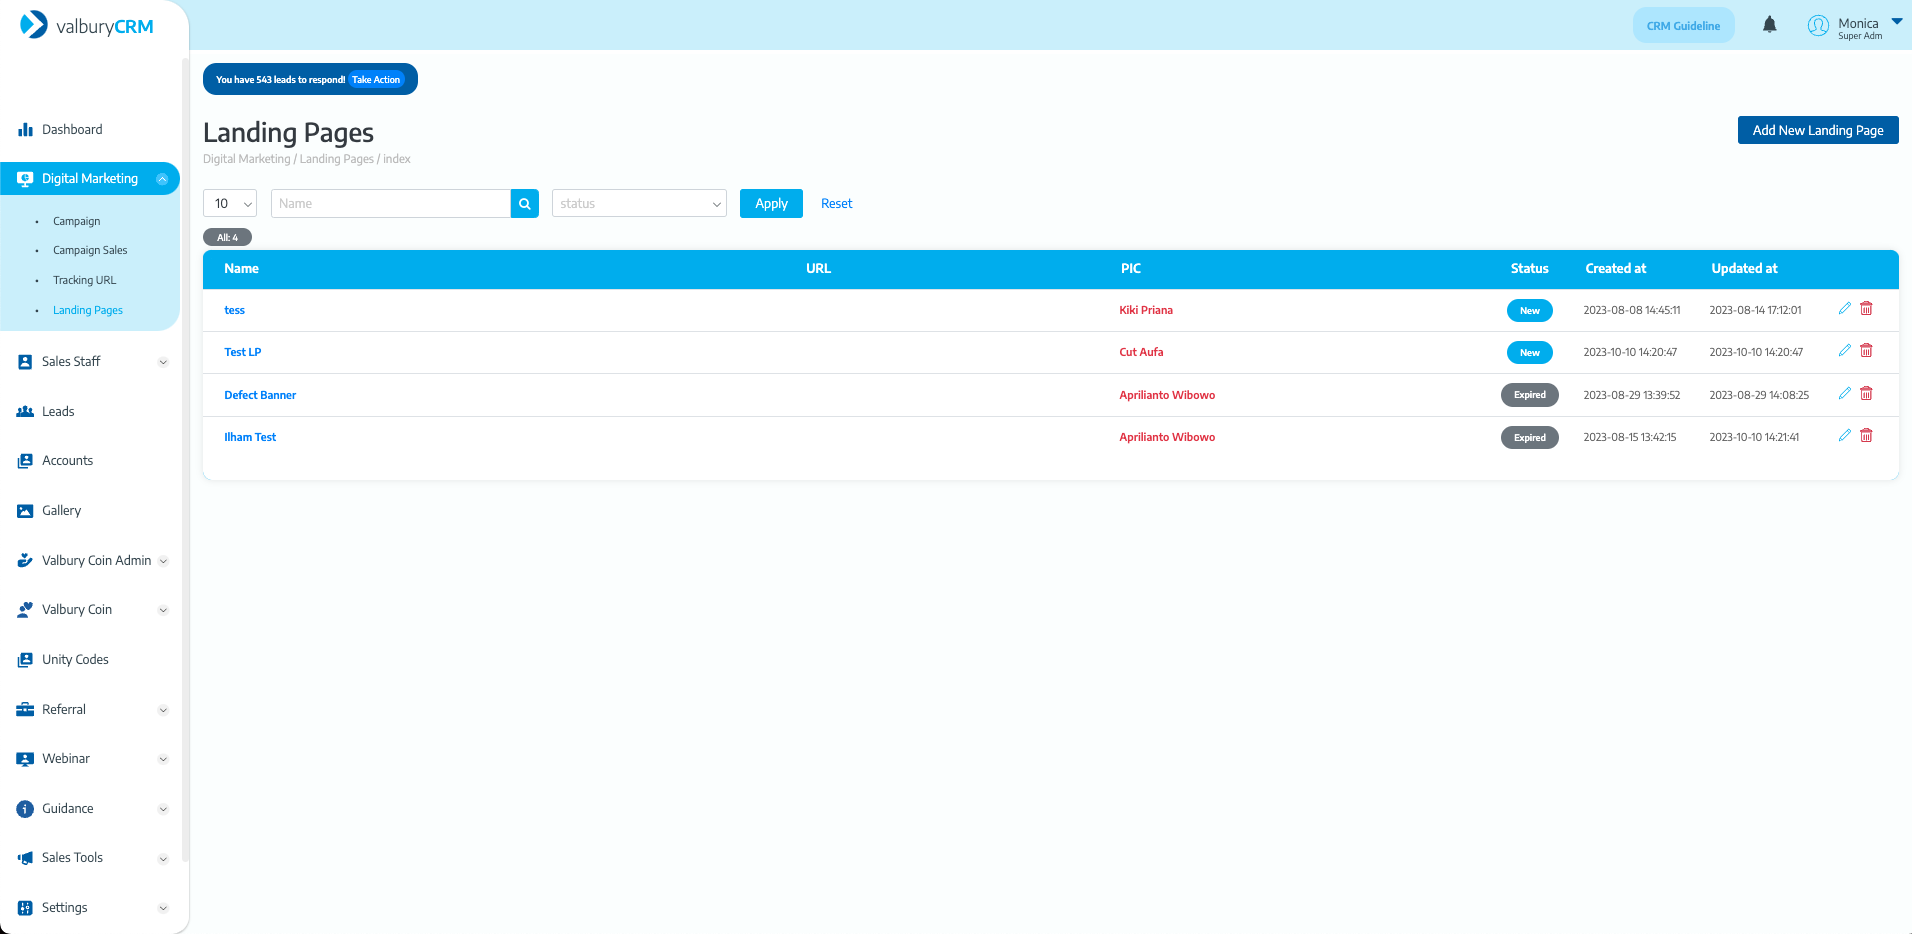 valburyCRM
CRM Guideline
Monica
Super Adm
You have 543 leads to respond! Take Action
Dashboard
Digital Marketing
Campaign
Campaign Sales
Tracking URL
Landing Pages
Sales Staff
Leads
Accounts
Gallery
Valbury Coin Admin
Valbury Coin
Unity Codes
Referral
Webinar
Guidance
Sales Tools
Settings
Landing Pages
Add New Landing Page
Digital Marketing / Landing Pages / index
10 Name status Apply Reset
All: 4
Name URL PIC Status Created at Updated at
tess Kiki Priana New 2023-08-08 14:45:11 2023-08-14 17:12:01
Test LP Cut Aufa New 2023-10-10 14:20:47 2023-10-10 14:20:47
Defect Banner Aprilianto Wibowo Expired 2023-08-29 13:39:52 2023-08-29 14:08:25
Ilham Test Aprilianto Wibowo Expired 2023-08-15 13:42:15 2023-10-10 14:21:41